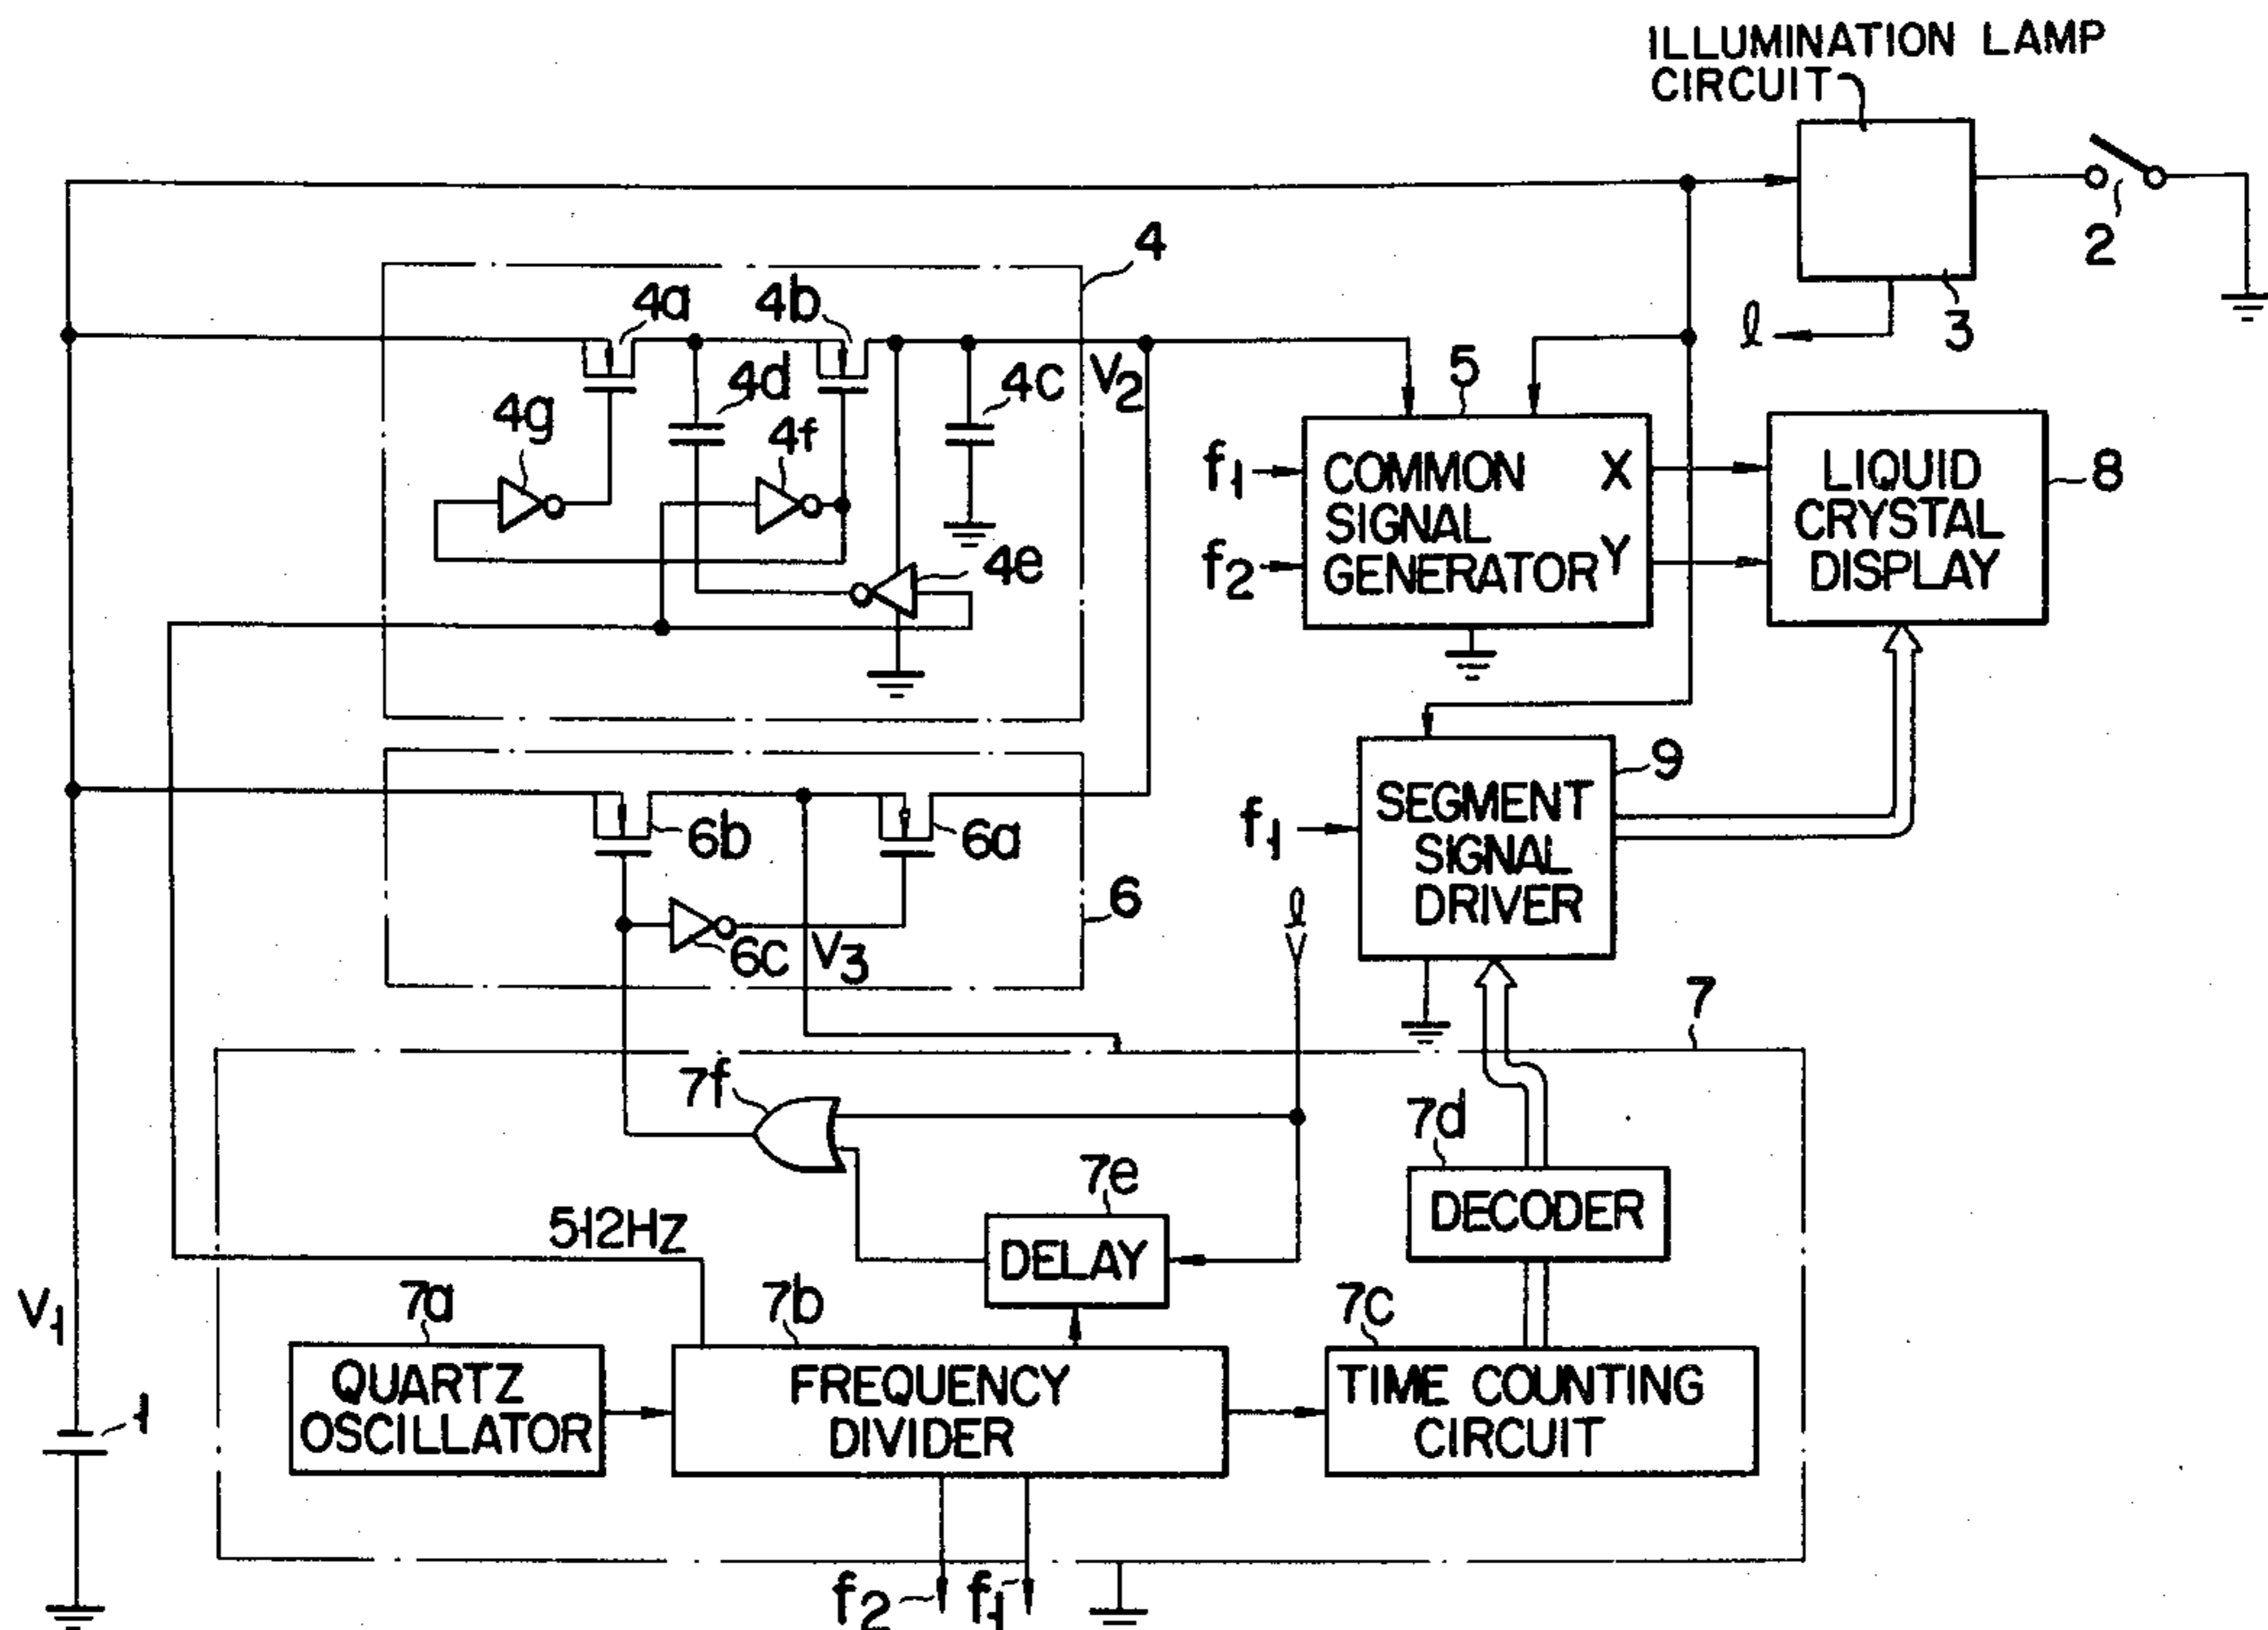 ILLUMINATION LAMP
CIRCUIT
2
3
ℓ
4
4a
4b
4g
4d
4f
4c
4e
V2
5
f1
f2
COMMON
SIGNAL
GENERATOR
X
Y
LIQUID
CRYSTAL
DISPLAY
8
6b
6a
6c
V3
6
f1
SEGMENT
SIGNAL
DRIVER
9
ℓ
7
7f
7e
DELAY
7d
DECODER
512HZ
V1
1
7a
QUARTZ
OSCILLATOR
7b
FREQUENCY
DIVIDER
7c
TIME COUNTING
CIRCUIT
f2
f1